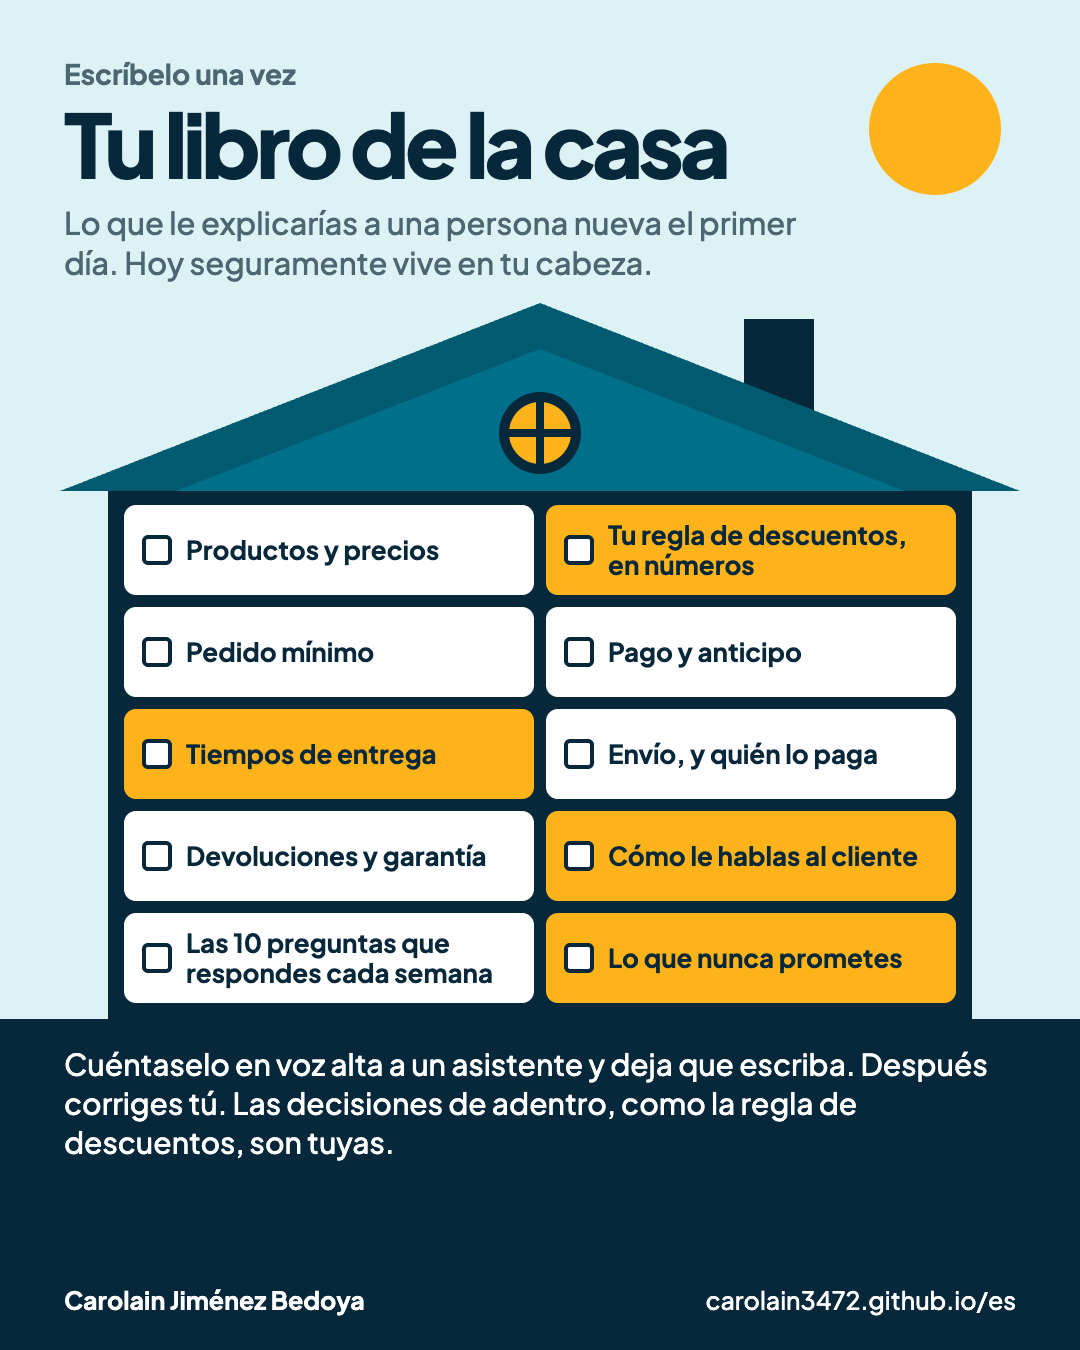 Escríbelo una vez
Tu libro de la casa
Lo que le explicarías a una persona nueva el primer
día. Hoy seguramente vive en tu cabeza.
Productos y precios
Tu regla de descuentos,
en números
Pedido mínimo
Pago y anticipo
Tiempos de entrega
Envío, y quién lo paga
Devoluciones y garantía
Cómo le hablas al cliente
Las 10 preguntas que
respondes cada semana
Lo que nunca prometes
Cuéntaselo en voz alta a un asistente y deja que escriba. Después
corriges tú. Las decisiones de adentro, como la regla de
descuentos, son tuyas.
Carolain Jiménez Bedoya
carolain3472.github.io/es